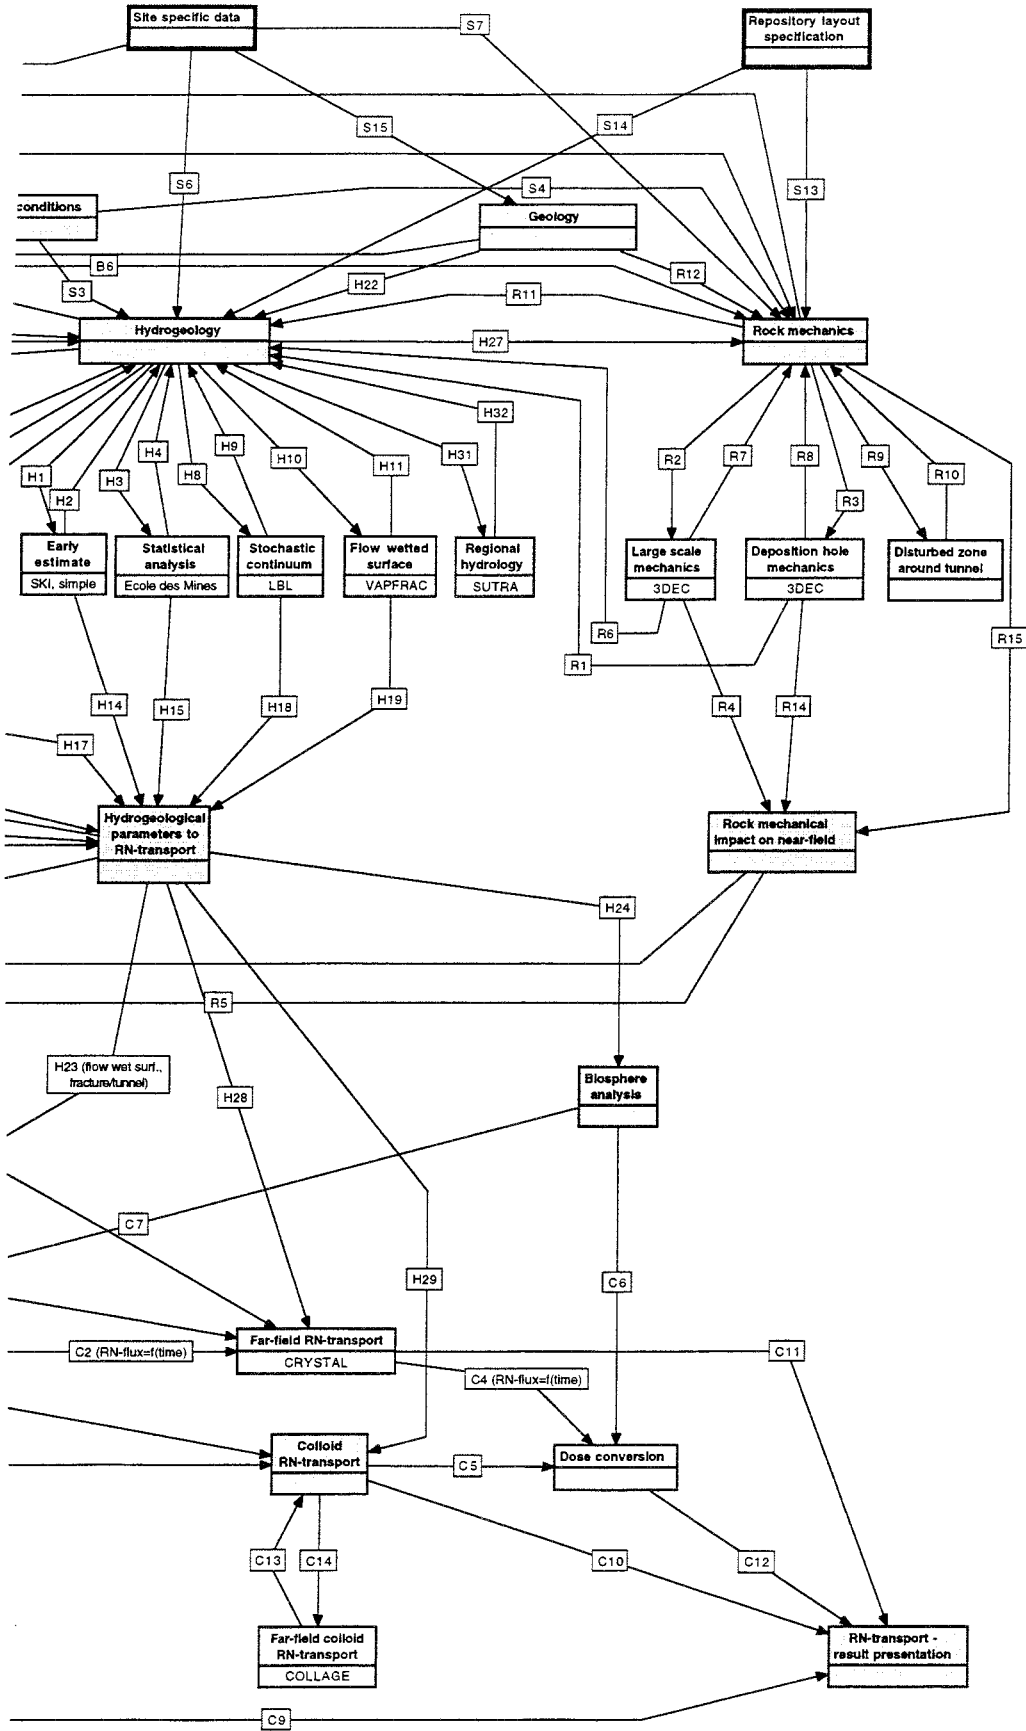 Site specific data
S7
Repository layout
specification
S15
S14
S6
S4
S13
conditions
Geology
B6
S3
H22
R12
R11
Hydrogeology
H27
Rock mechanics
H32
H1
H2
H3
H4
H8
H9
H10
H11
H31
R2
R7
R8
R3
R9
R10
Early
estimate
SKI, simple
Statistical
analysis
Ecole des Mines
Stochastic
continuum
LBL
Flow wetted
surface
VAPFRAC
Regional
hydrology
SUTRA
Large scale
mechanics
3DEC
Deposition hole
mechanics
3DEC
Disturbed zone
around tunnel
R6
R1
R15
H14
H15
H18
H19
R4
R14
H17
Hydrogeological
parameters to
RN-transport
Rock mechanical
impact on near-field
H24
R5
H23 (flow wet surf.,
fracture/tunnel)
H28
Biosphere
analysis
C7
H29
C6
Far-field RN-transport
CRYSTAL
C2 (RN-flux=f(time)
C11
C4 (RN-flux=f(time)
Colloid
RN-transport
C5
Dose conversion
C13
C14
C10
C12
Far-field colloid
RN-transport
COLLAGE
RN-transport -
result presentation
C9